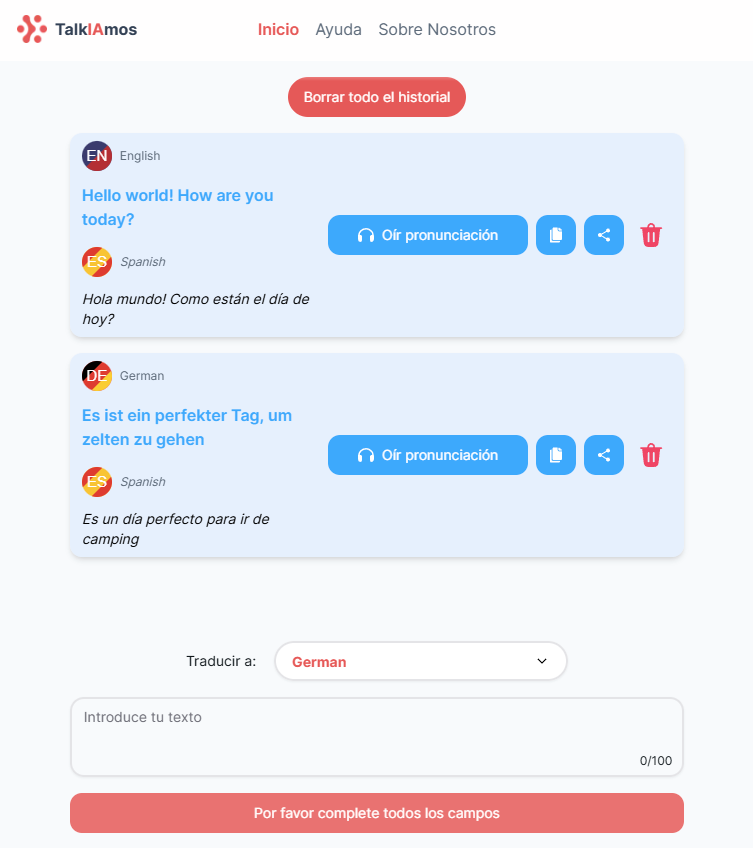 TalkIAmos Inicio Ayuda Sobre Nosotros
Borrar todo el historial
EN English
Hello world! How are you
today?
Oír pronunciación
ES Spanish
Hola mundo! Como están el día de
hoy?
DE German
Es ist ein perfekter Tag, um
zelten zu gehen
Oír pronunciación
ES Spanish
Es un día perfecto para ir de
camping
Traducir a: German
Introduce tu texto
0/100
Por favor complete todos los campos